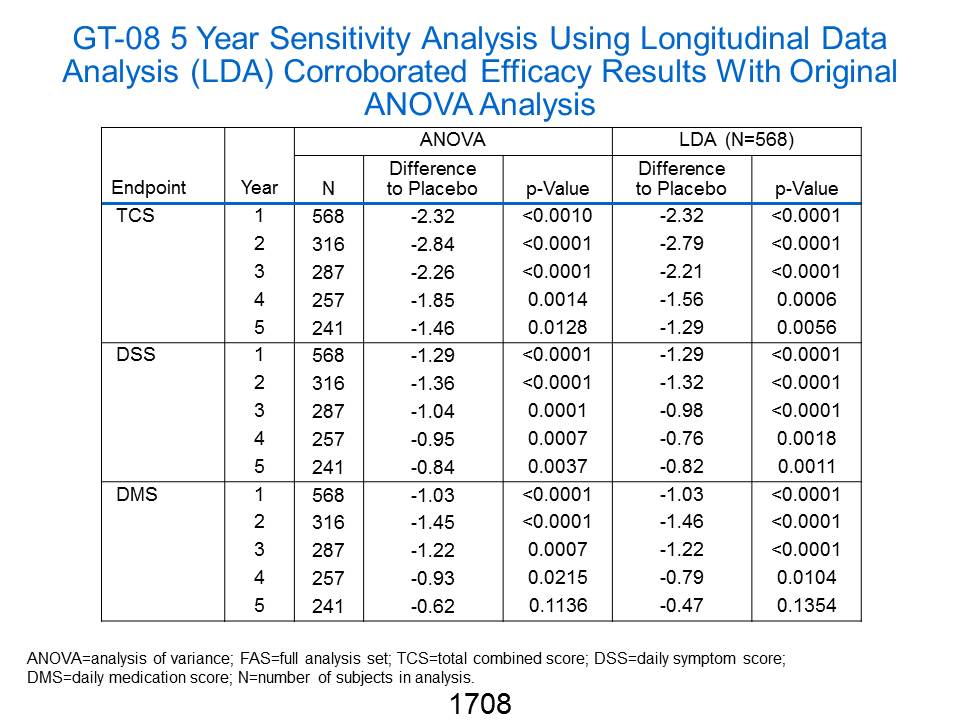 GT-08 5 Year Sensitivity Analysis Using Longitudinal Data
Analysis (LDA) Corroborated Efficacy Results With Original
ANOVA Analysis
ANOVA LDA (N=568)
Endpoint Year N Difference to Placebo p-Value Difference to Placebo p-Value
TCS 1 568 -2.32 <0.0010 -2.32 <0.0001
2 316 -2.84 <0.0001 -2.79 <0.0001
3 287 -2.26 <0.0001 -2.21 <0.0001
4 257 -1.85 0.0014 -1.56 0.0006
5 241 -1.46 0.0128 -1.29 0.0056
DSS 1 568 -1.29 <0.0001 -1.29 <0.0001
2 316 -1.36 <0.0001 -1.32 <0.0001
3 287 -1.04 0.0001 -0.98 <0.0001
4 257 -0.95 0.0007 -0.76 0.0018
5 241 -0.84 0.0037 -0.82 0.0011
DMS 1 568 -1.03 <0.0001 -1.03 <0.0001
2 316 -1.45 <0.0001 -1.46 <0.0001
3 287 -1.22 0.0007 -1.22 <0.0001
4 257 -0.93 0.0215 -0.79 0.0104
5 241 -0.62 0.1136 -0.47 0.1354
ANOVA=analysis of variance; FAS=full analysis set; TCS=total combined score; DSS=daily symptom score;
DMS=daily medication score; N=number of subjects in analysis.
1708